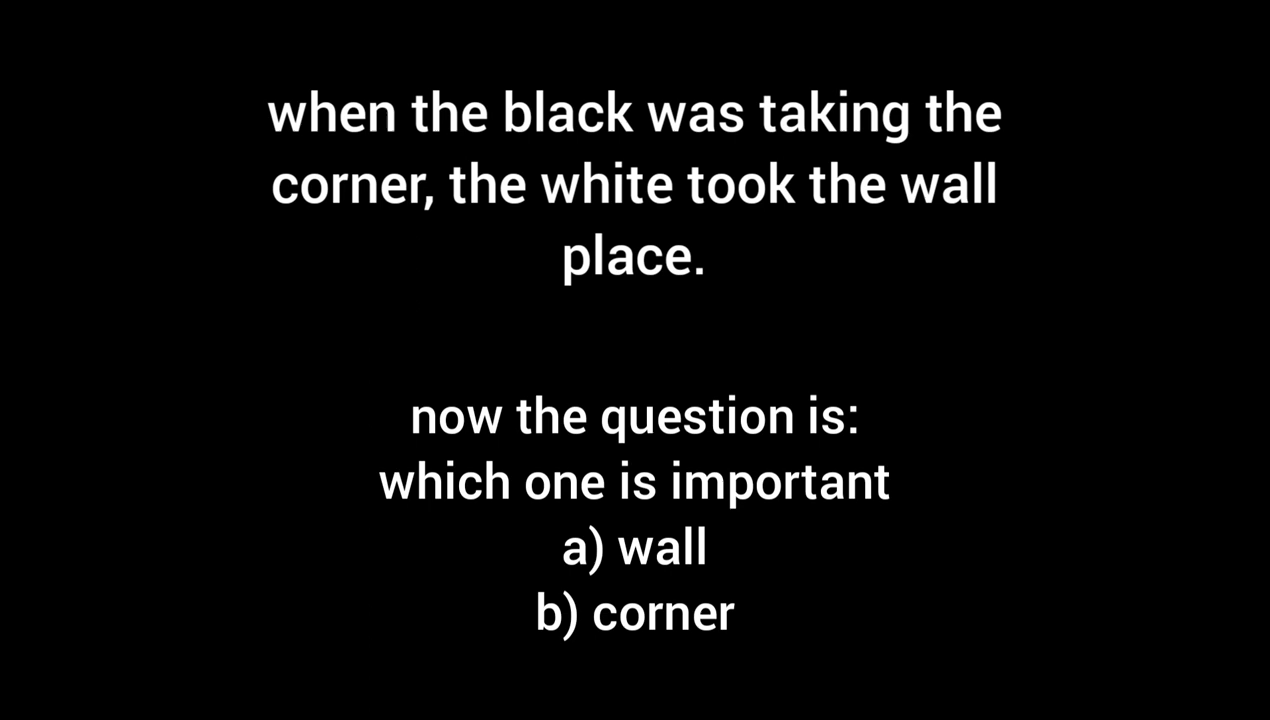 when the black was taking the
corner, the white took the wall
place.
now the question is:
which one is important
a) wall
b) corner